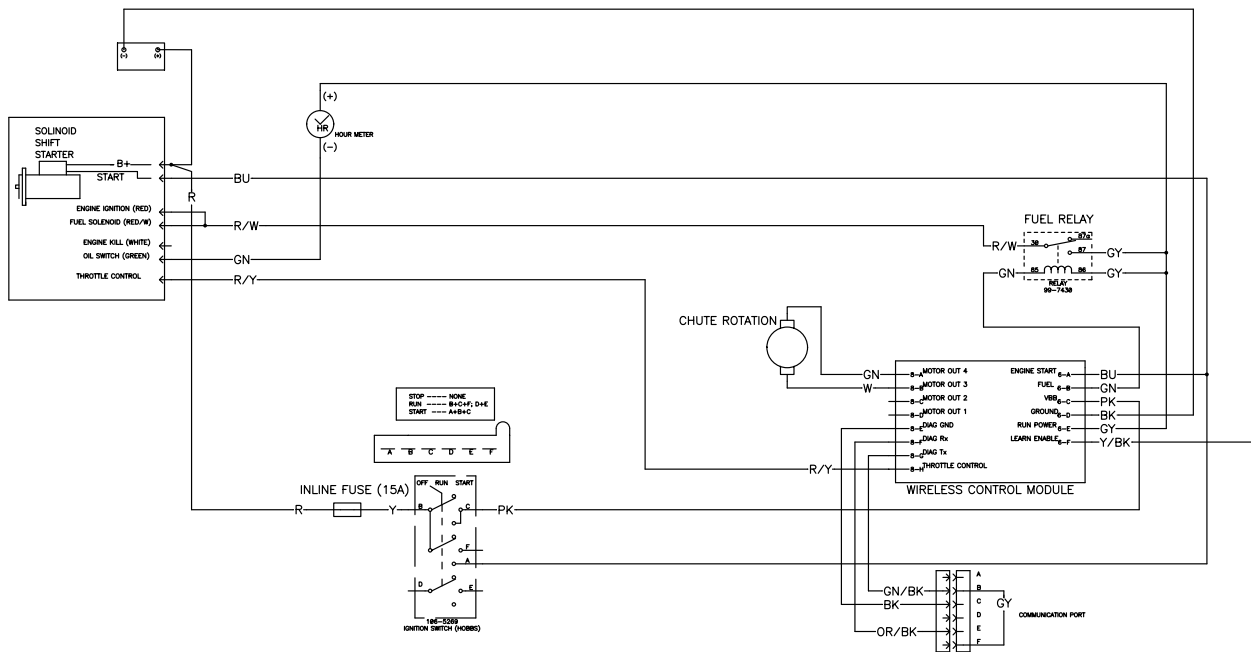 (-) (+)
SOLINOID
SHIFT
STARTER
B+
START
ENGINE IGNITION (RED)
FUEL SOLENOID (RED/W)
ENGINE KILL (WHITE)
OIL SWITCH (GREEN)
THROTTLE CONTROL
R
BU
R/W
GN
R/Y
(+)
HR
HOUR METER
(-)
FUEL RELAY
R/W
30
87a
87
GY
GN
85
86
GY
RELAY
99-7430
CHUTE ROTATION
GN
W
8-A MOTOR OUT 4
8-B MOTOR OUT 3
8-C MOTOR OUT 2
8-D MOTOR OUT 1
8-E DIAG GND
8-F DIAG Rx
8-G DIAG Tx
8-H THROTTLE CONTROL
R/Y
ENGINE START 6-A BU
FUEL 6-B GN
VBB 6-C PK
GROUND 6-D BK
RUN POWER 6-E GY
LEARN ENABLE 6-F Y/BK
WIRELESS CONTROL MODULE
STOP ---- NONE
RUN ---- B+C+F; D+E
START ---- A+B+C
A B C D E F
INLINE FUSE (15A)
R
Y
OFF RUN START
B
C
PK
F
A
D
E
106-5269
IGNITION SWITCH (HOBBS)
GN/BK
BK
OR/BK
A
B
C
D
E
F
GY
COMMUNICATION PORT